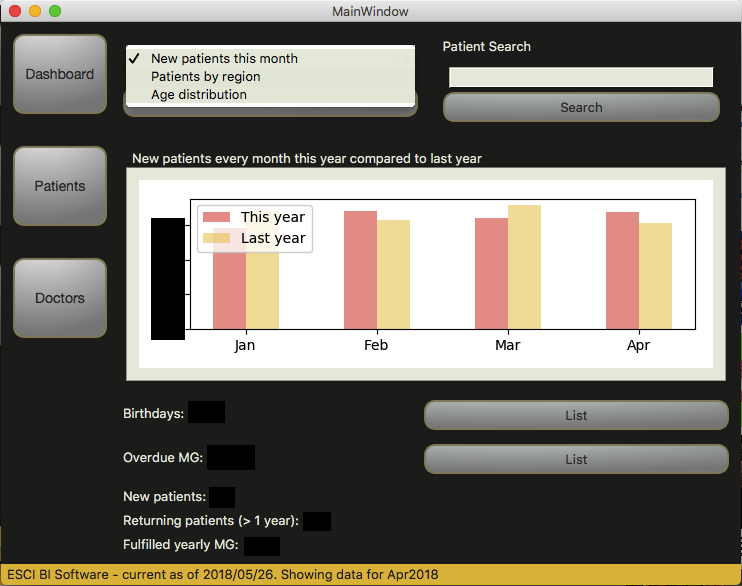 MainWindow
Dashboard
✓ New patients this month
Patients by region
Age distribution
Patient Search
Search
Patients
Doctors
New patients every month this year compared to last year
This year
Last year
Jan Feb Mar Apr
Birthdays:
List
Overdue MG:
List
New patients:
Returning patients (> 1 year):
Fulfilled yearly MG:
ESCI BI Software - current as of 2018/05/26. Showing data for Apr2018